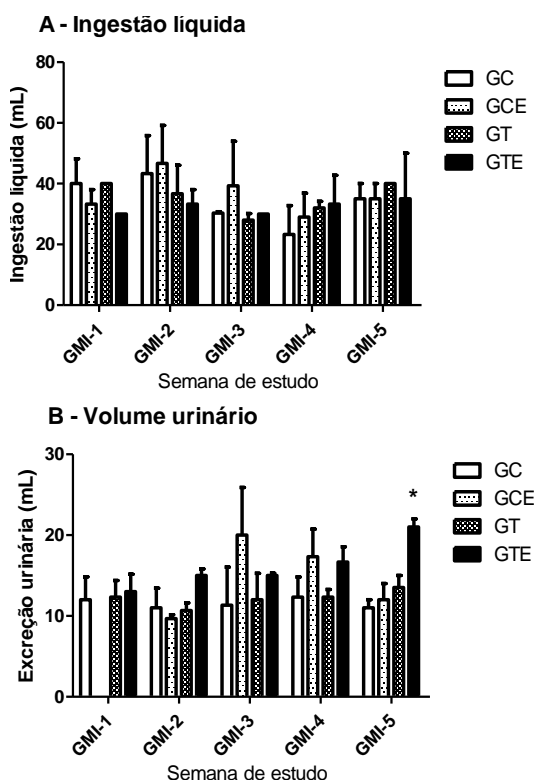 A - Ingestão líquida
80
60
40
20
0
Ingestão líquida (mL)
GC
GCE
GT
GTE
GMI-1
GMI-2
GMI-3
GMI-4
GMI-5
Semana de estudo
B - Volume urinário
30
20
10
0
Excreção urinária (mL)
*
GC
GCE
GT
GTE
GMI-1
GMI-2
GMI-3
GMI-4
GMI-5
Semana de estudo